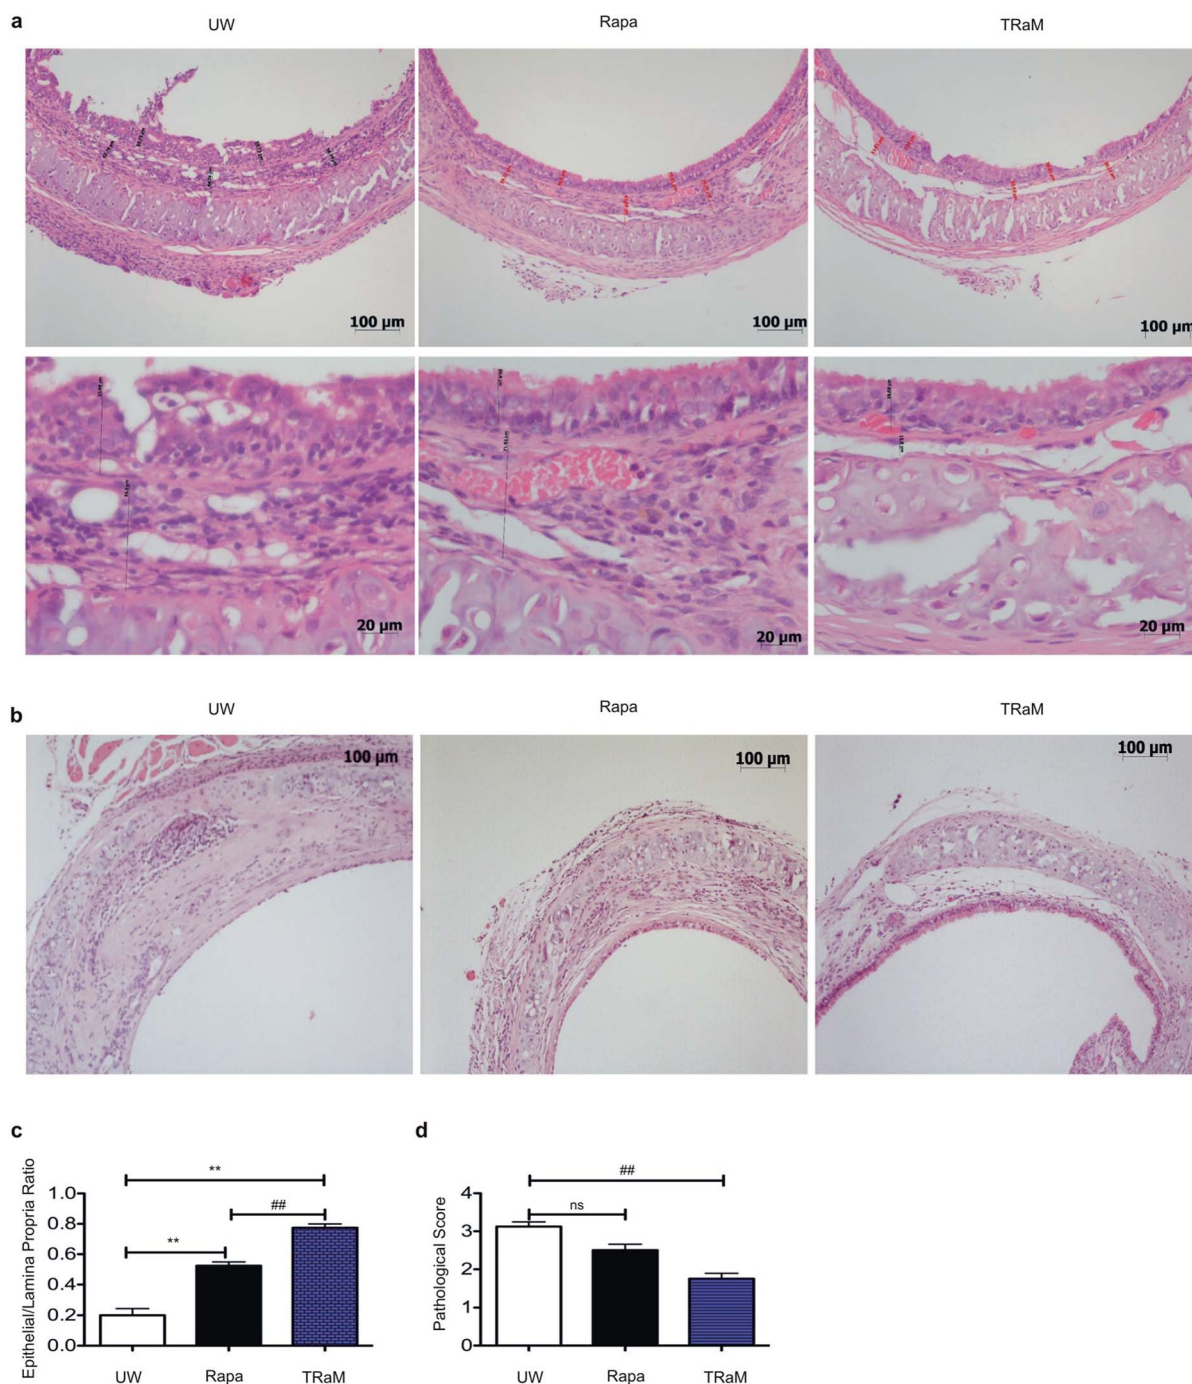 a
UW Rapa TRaM
100 µm 100 µm 100 µm
20 µm 20 µm 20 µm
b
UW Rapa TRaM
100 µm 100 µm 100 µm
c
Epithelial/Lamina Propria Ratio
**
##
**
1.0
0.8
0.6
0.4
0.2
0.0
UW Rapa TRaM
d
Pathological Score
##
ns
4
3
2
1
0
UW Rapa TRaM